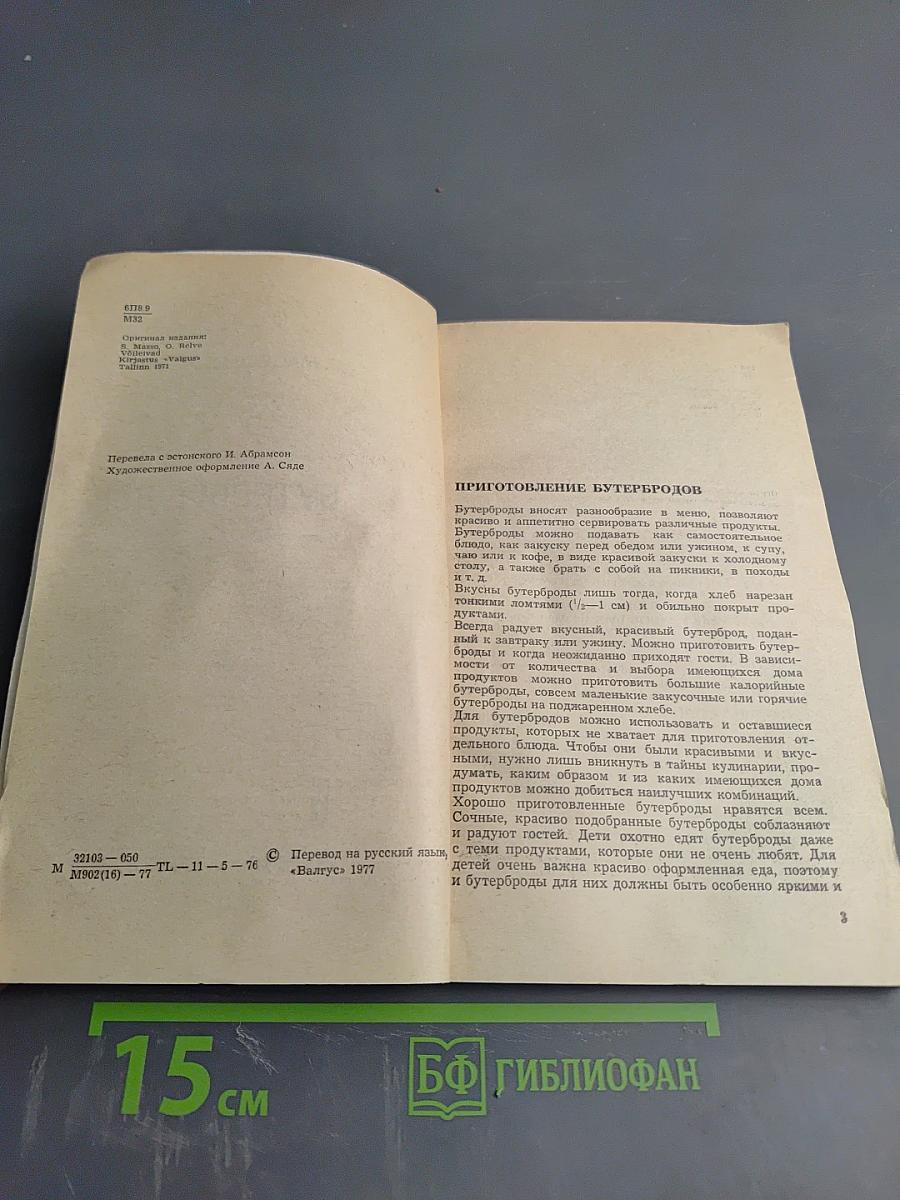 6П8.9
М32
Оригинал издания:
S. Masso, O. Relve
Võileivad
Kirjastus «Valgus»
Tallinn 1971
Перевела с эстонского И. Абрамсон
Художественное оформление А. Сяде
М 32103 — 050
М902(16) — 77 TL — 11 — 5 — 76
© Перевод на русский язык,
«Валгус» 1977
ПРИГОТОВЛЕНИЕ БУТЕРБРОДОВ
Бутерброды вносят разнообразие в меню, позволяют
красиво и аппетитно сервировать различные продукты.
Бутерброды можно подавать как самостоятельное
блюдо, как закуску перед обедом или ужином, к супу,
чаю или к кофе, в виде красивой закуски к холодному
столу, а также брать с собой на пикники, в походы
и т. д.
Вкусны бутерброды лишь тогда, когда хлеб нарезан
тонкими ломтями (1/2—1 см) и обильно покрыт про-
дуктами.
Всегда радует вкусный, красивый бутерброд, подан-
ный к завтраку или ужину. Можно приготовить бутер-
броды и когда неожиданно приходят гости. В зависи-
мости от количества и выбора имеющихся дома
продуктов можно приготовить большие калорийные
бутерброды, совсем маленькие закусочные или горячие
бутерброды на поджаренном хлебе.
Для бутербродов можно использовать и оставшиеся
продукты, которых не хватает для приготовления от-
дельного блюда. Чтобы они были красивыми и вкус-
ными, нужно лишь вникнуть в тайны кулинарии, про-
думать, каким образом и из каких имеющихся дома
продуктов можно добиться наилучших комбинаций.
Хорошо приготовленные бутерброды нравятся всем.
Сочные, красиво подобранные бутерброды соблазняют
и радуют гостей. Дети охотно едят бутерброды даже
с теми продуктами, которые они не очень любят. Для
детей очень важна красиво оформленная еда, поэтому
и бутерброды для них должны быть особенно яркими и
3
15 см
БФ ГИБЛИОФАН